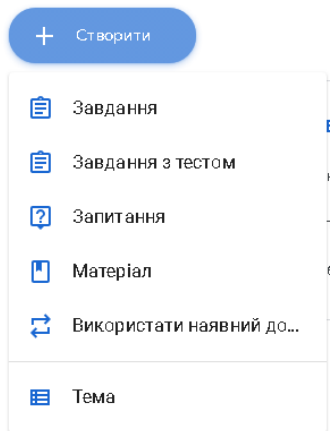 Створити
Завдання
Завдання з тестом
Запитання
Матеріал
Використати наявний до...
Тема